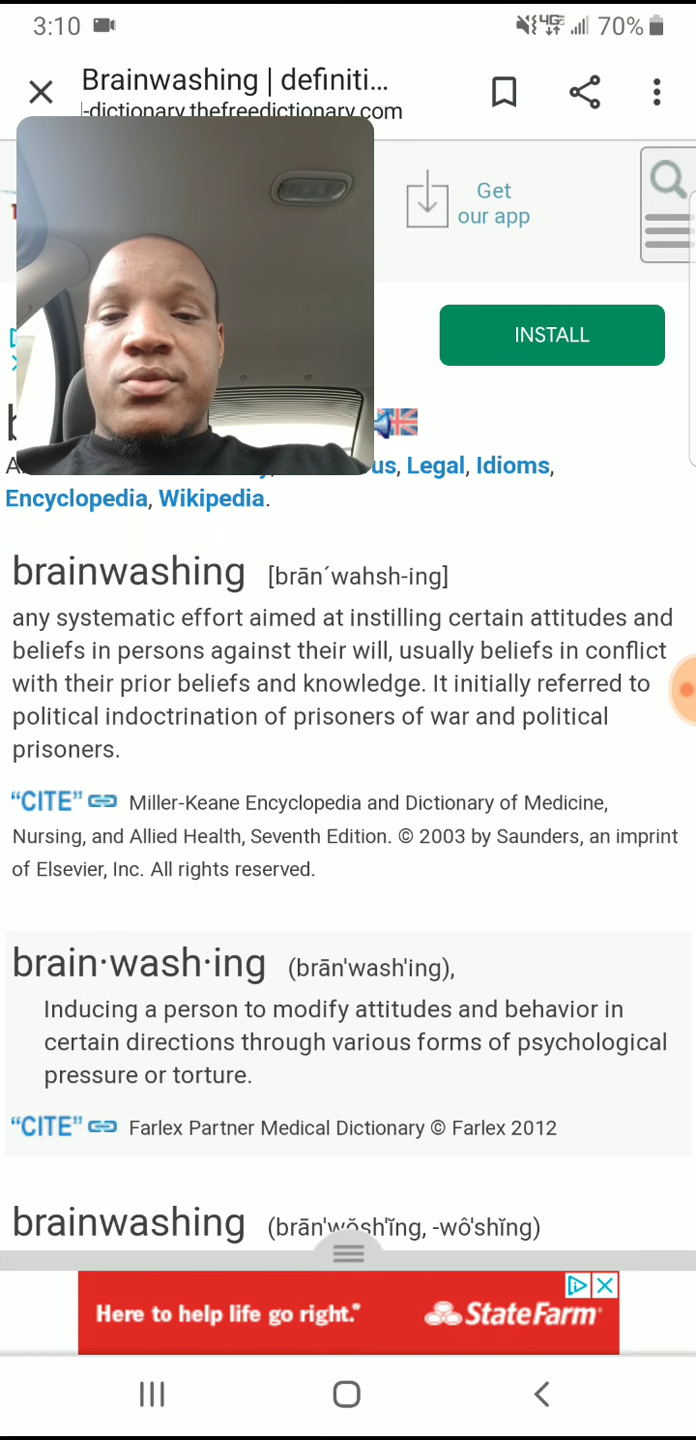 3:10 4GE 70%
Brainwashing | definiti...
-dictionary.thefreedictionary.com
Get
our app
INSTALL
us, Legal, Idioms,
Encyclopedia, Wikipedia.
brainwashing [brān´wahsh-ing]
any systematic effort aimed at instilling certain attitudes and
beliefs in persons against their will, usually beliefs in conflict
with their prior beliefs and knowledge. It initially referred to
political indoctrination of prisoners of war and political
prisoners.
“CITE” Miller-Keane Encyclopedia and Dictionary of Medicine,
Nursing, and Allied Health, Seventh Edition. © 2003 by Saunders, an imprint
of Elsevier, Inc. All rights reserved.
brain·wash·ing (brān'wash'ing),
Inducing a person to modify attitudes and behavior in
certain directions through various forms of psychological
pressure or torture.
“CITE” Farlex Partner Medical Dictionary © Farlex 2012
brainwashing (brān'wŏsh'ĭng, -wô'shĭng)
Here to help life go right.® StateFarm®